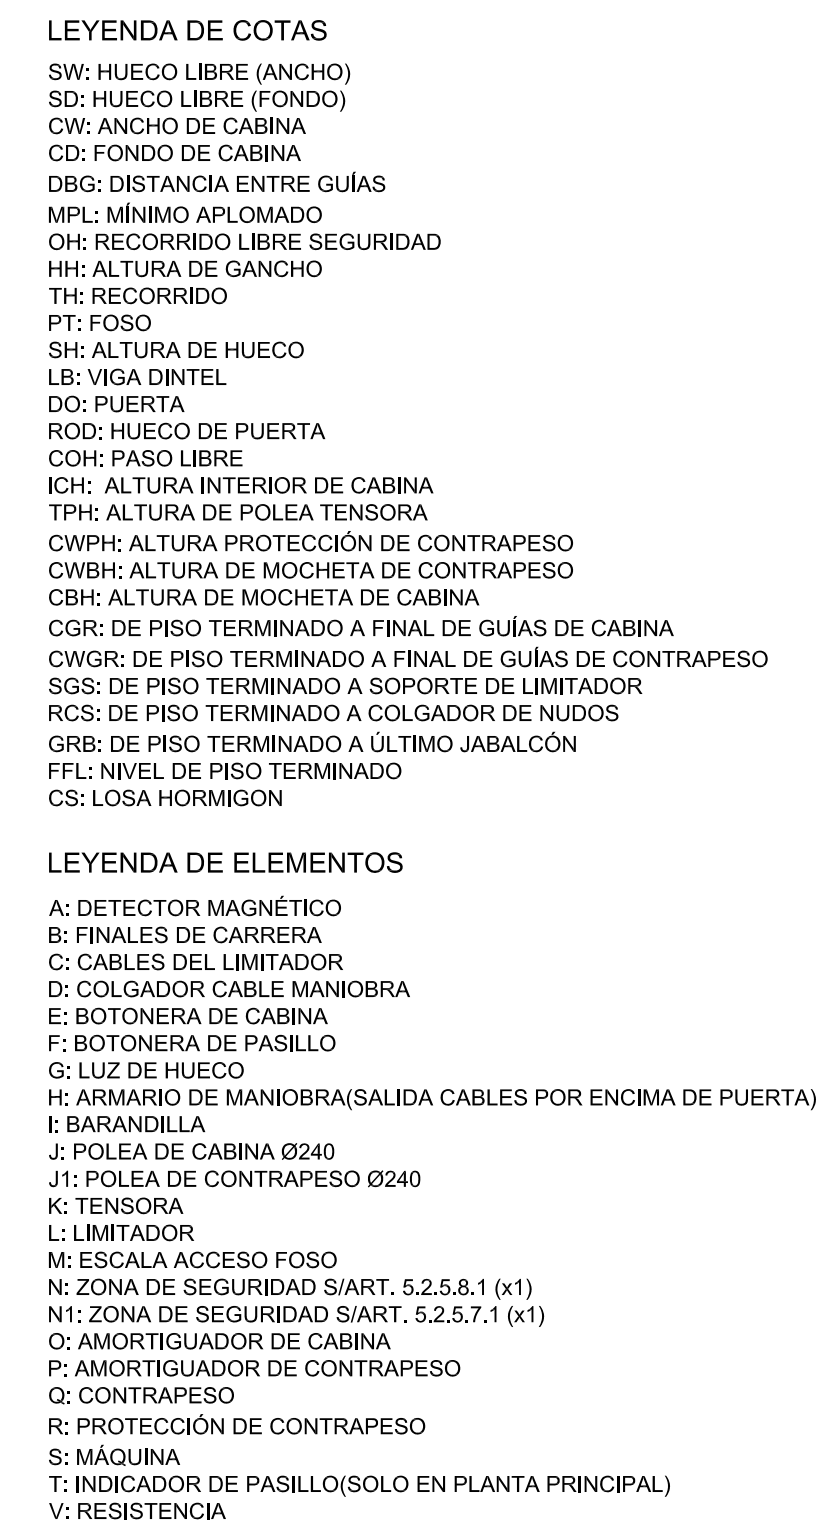 LEYENDA DE COTAS
SW: HUECO LIBRE (ANCHO)
SD: HUECO LIBRE (FONDO)
CW: ANCHO DE CABINA
CD: FONDO DE CABINA
DBG: DISTANCIA ENTRE GUÍAS
MPL: MÍNIMO APLOMADO
OH: RECORRIDO LIBRE SEGURIDAD
HH: ALTURA DE GANCHO
TH: RECORRIDO
PT: FOSO
SH: ALTURA DE HUECO
LB: VIGA DINTEL
DO: PUERTA
ROD: HUECO DE PUERTA
COH: PASO LIBRE
ICH:  ALTURA INTERIOR DE CABINA
TPH: ALTURA DE POLEA TENSORA
CWPH: ALTURA PROTECCIÓN DE CONTRAPESO
CWBH: ALTURA DE MOCHETA DE CONTRAPESO
CBH: ALTURA DE MOCHETA DE CABINA
CGR: DE PISO TERMINADO A FINAL DE GUÍAS DE CABINA
CWGR: DE PISO TERMINADO A FINAL DE GUÍAS DE CONTRAPESO
SGS: DE PISO TERMINADO A SOPORTE DE LIMITADOR
RCS: DE PISO TERMINADO A COLGADOR DE NUDOS
GRB: DE PISO TERMINADO A ÚLTIMO JABALCÓN
FFL: NIVEL DE PISO TERMINADO
CS: LOSA HORMIGON
LEYENDA DE ELEMENTOS
A: DETECTOR MAGNÉTICO
B: FINALES DE CARRERA
C: CABLES DEL LIMITADOR
D: COLGADOR CABLE MANIOBRA
E: BOTONERA DE CABINA
F: BOTONERA DE PASILLO
G: LUZ DE HUECO
H: ARMARIO DE MANIOBRA(SALIDA CABLES POR ENCIMA DE PUERTA)
I: BARANDILLA
J: POLEA DE CABINA Ø240
J1: POLEA DE CONTRAPESO Ø240
K: TENSORA
L: LIMITADOR
M: ESCALA ACCESO FOSO
N: ZONA DE SEGURIDAD S/ART. 5.2.5.8.1 (x1)
N1: ZONA DE SEGURIDAD S/ART. 5.2.5.7.1 (x1)
O: AMORTIGUADOR DE CABINA
P: AMORTIGUADOR DE CONTRAPESO
Q: CONTRAPESO
R: PROTECCIÓN DE CONTRAPESO
S: MÁQUINA
T: INDICADOR DE PASILLO(SOLO EN PLANTA PRINCIPAL)
V: RESISTENCIA